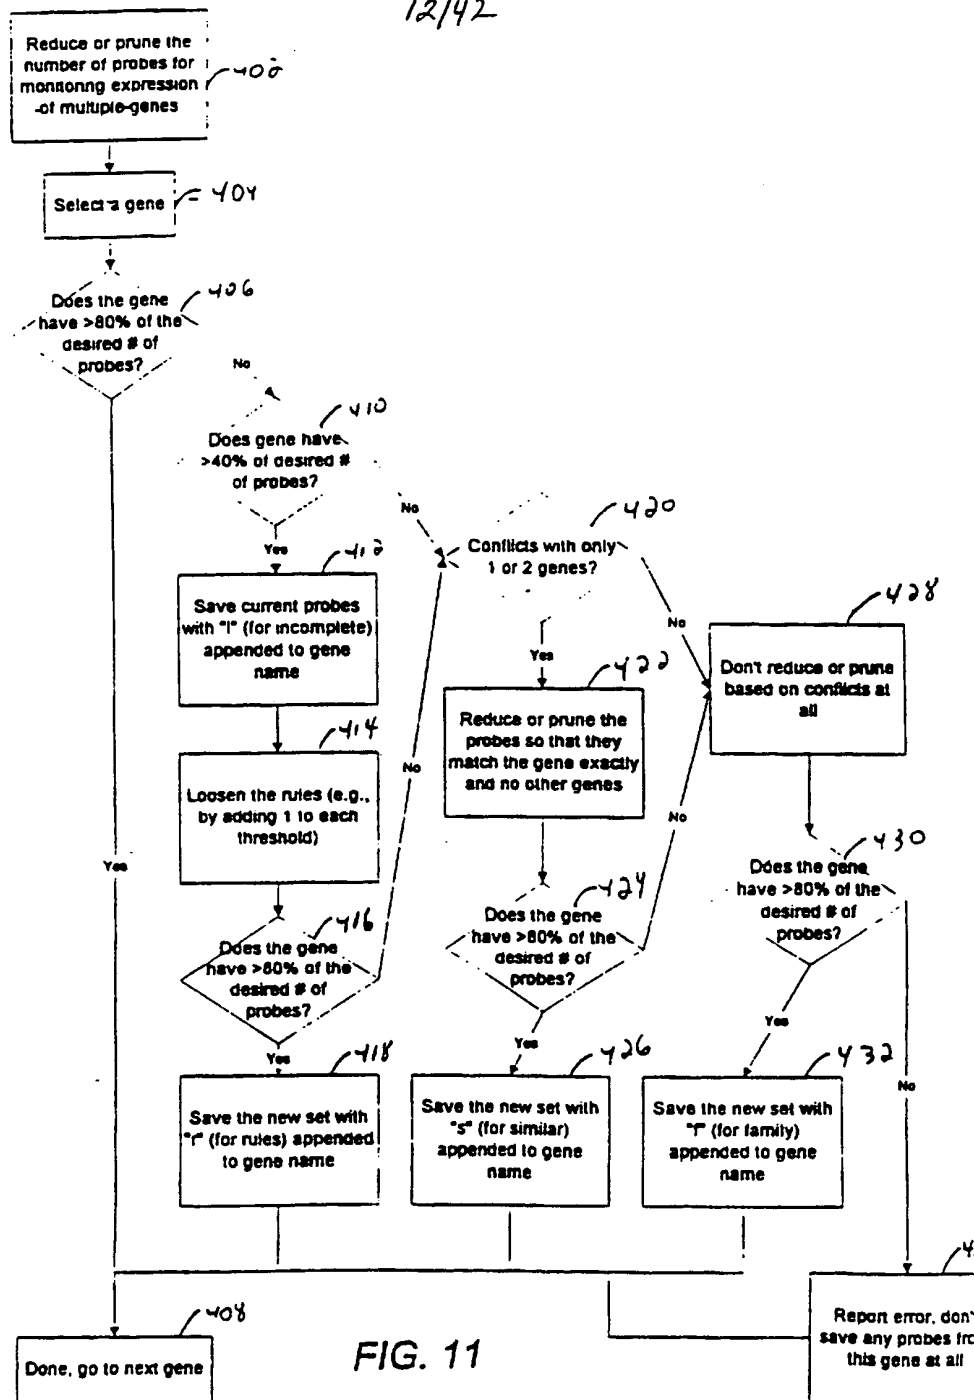 12/42
Reduce or prune the
number of probes for
monitoring expression
of multiple-genes
Select a gene
404
Does the gene
have >80% of the
desired # of
probes?
406
No
Does gene have
>40% of desired #
of probes?
410
No
Yes
Conflicts with only
1 or 2 genes?
420
No
Yes
412
Save current probes
with "I" (for incomplete)
appended to gene
name
414
Loosen the rules (e.g.,
by adding 1 to each
threshold)
No
416
Does the gene
have >80% of the
desired # of
probes?
Yes
418
Save the new set with
"r" (for rules) appended
to gene name
422
Reduce or prune the
probes so that they
match the gene exactly
and no other genes
No
424
Does the gene
have >80% of the
desired # of
probes?
Yes
426
Save the new set with
"s" (for similar)
appended to gene
name
428
Don't reduce or prune
based on conflicts at
all
430
Does the gene
have >80% of the
desired # of
probes?
Yes
No
432
Save the new set with
"f" (for family)
appended to gene
name
Yes
408
Done, go to next gene
Report error, don't
save any probes
this gene at all
FIG. 11